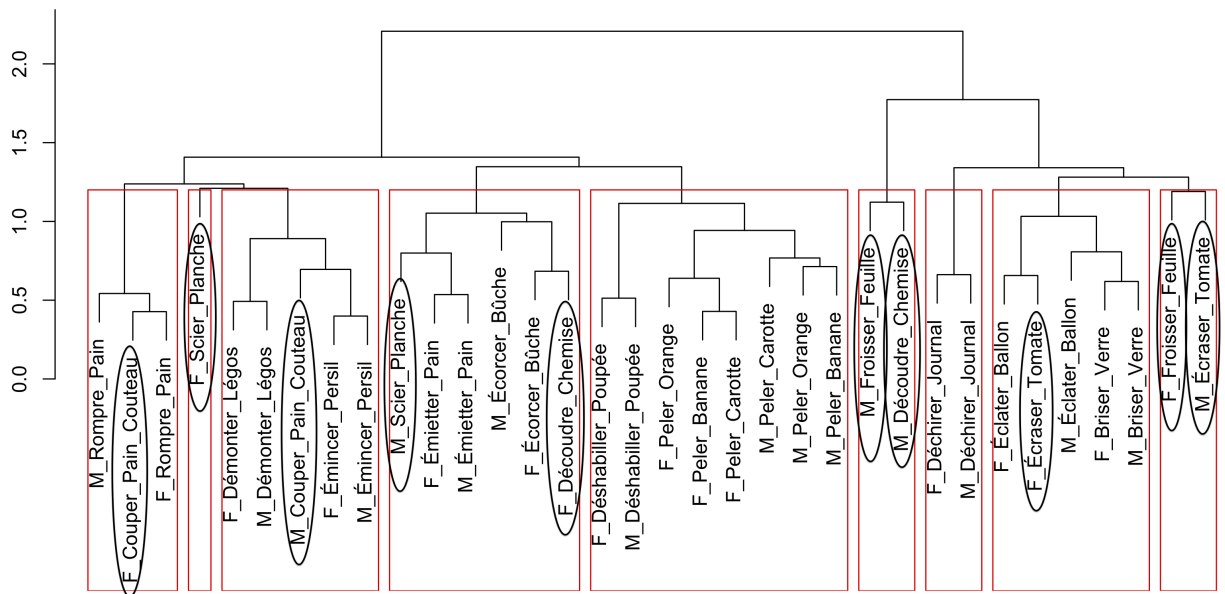 2.0
1.5
1.0
0.5
0.0
M_Rompre_Pain
F_Couper_Pain_Couteau
F_Rompre_Pain
F_Scier_Planche
F_Démonter_Légos
M_Démonter_Légos
M_Couper_Pain_Couteau
F_Émincer_Persil
M_Émincer_Persil
M_Scier_Planche
F_Émietter_Pain
M_Émietter_Pain
M_Écorcer_Bûche
F_Écorcer_Bûche
F_Découdre_Chemise
F_Déshabiller_Poupée
M_Déshabiller_Poupée
F_Peler_Orange
F_Peler_Banane
F_Peler_Carotte
M_Peler_Carotte
M_Peler_Orange
M_Peler_Banane
M_Froisser_Feuille
M_Découdre_Chemise
F_Déchirer_Journal
M_Déchirer_Journal
F_Éclater_Ballon
F_Écraser_Tomate
M_Éclater_Ballon
F_Briser_Verre
M_Briser_Verre
F_Froisser_Feuille
M_Écraser_Tomate